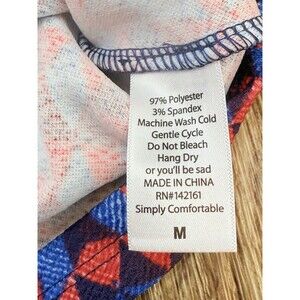 97% Polyester
3% Spandex
Machine Wash Cold
Gentle Cycle
Do Not Bleach
Hang Dry
or you'll be sad
MADE IN CHINA
RN#142161
Simply Comfortable
M